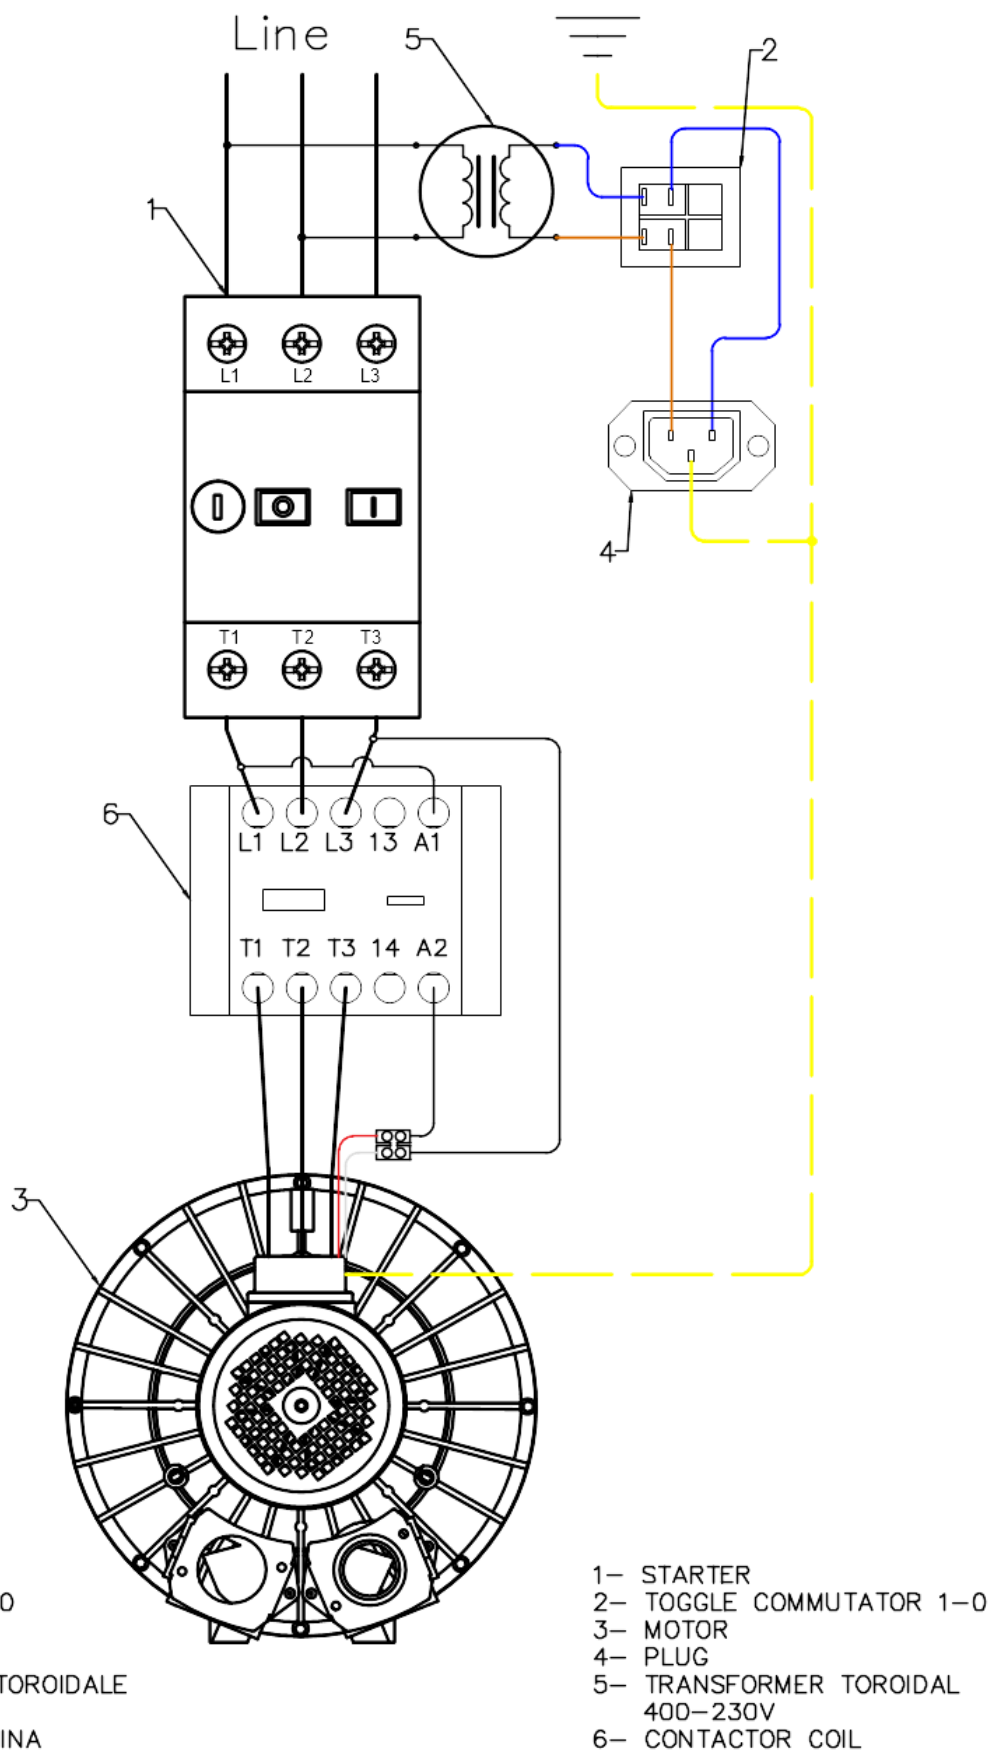 Line
5
2
1
L1 L2 L3
4
T1 T2 T3
6
L1 L2 L3 13 A1
T1 T2 T3 14 A2
3
O
TOROIDALE
INA
1– STARTER
2– TOGGLE COMMUTATOR 1–0
3– MOTOR
4– PLUG
5– TRANSFORMER TOROIDAL
400–230V
6– CONTACTOR COIL